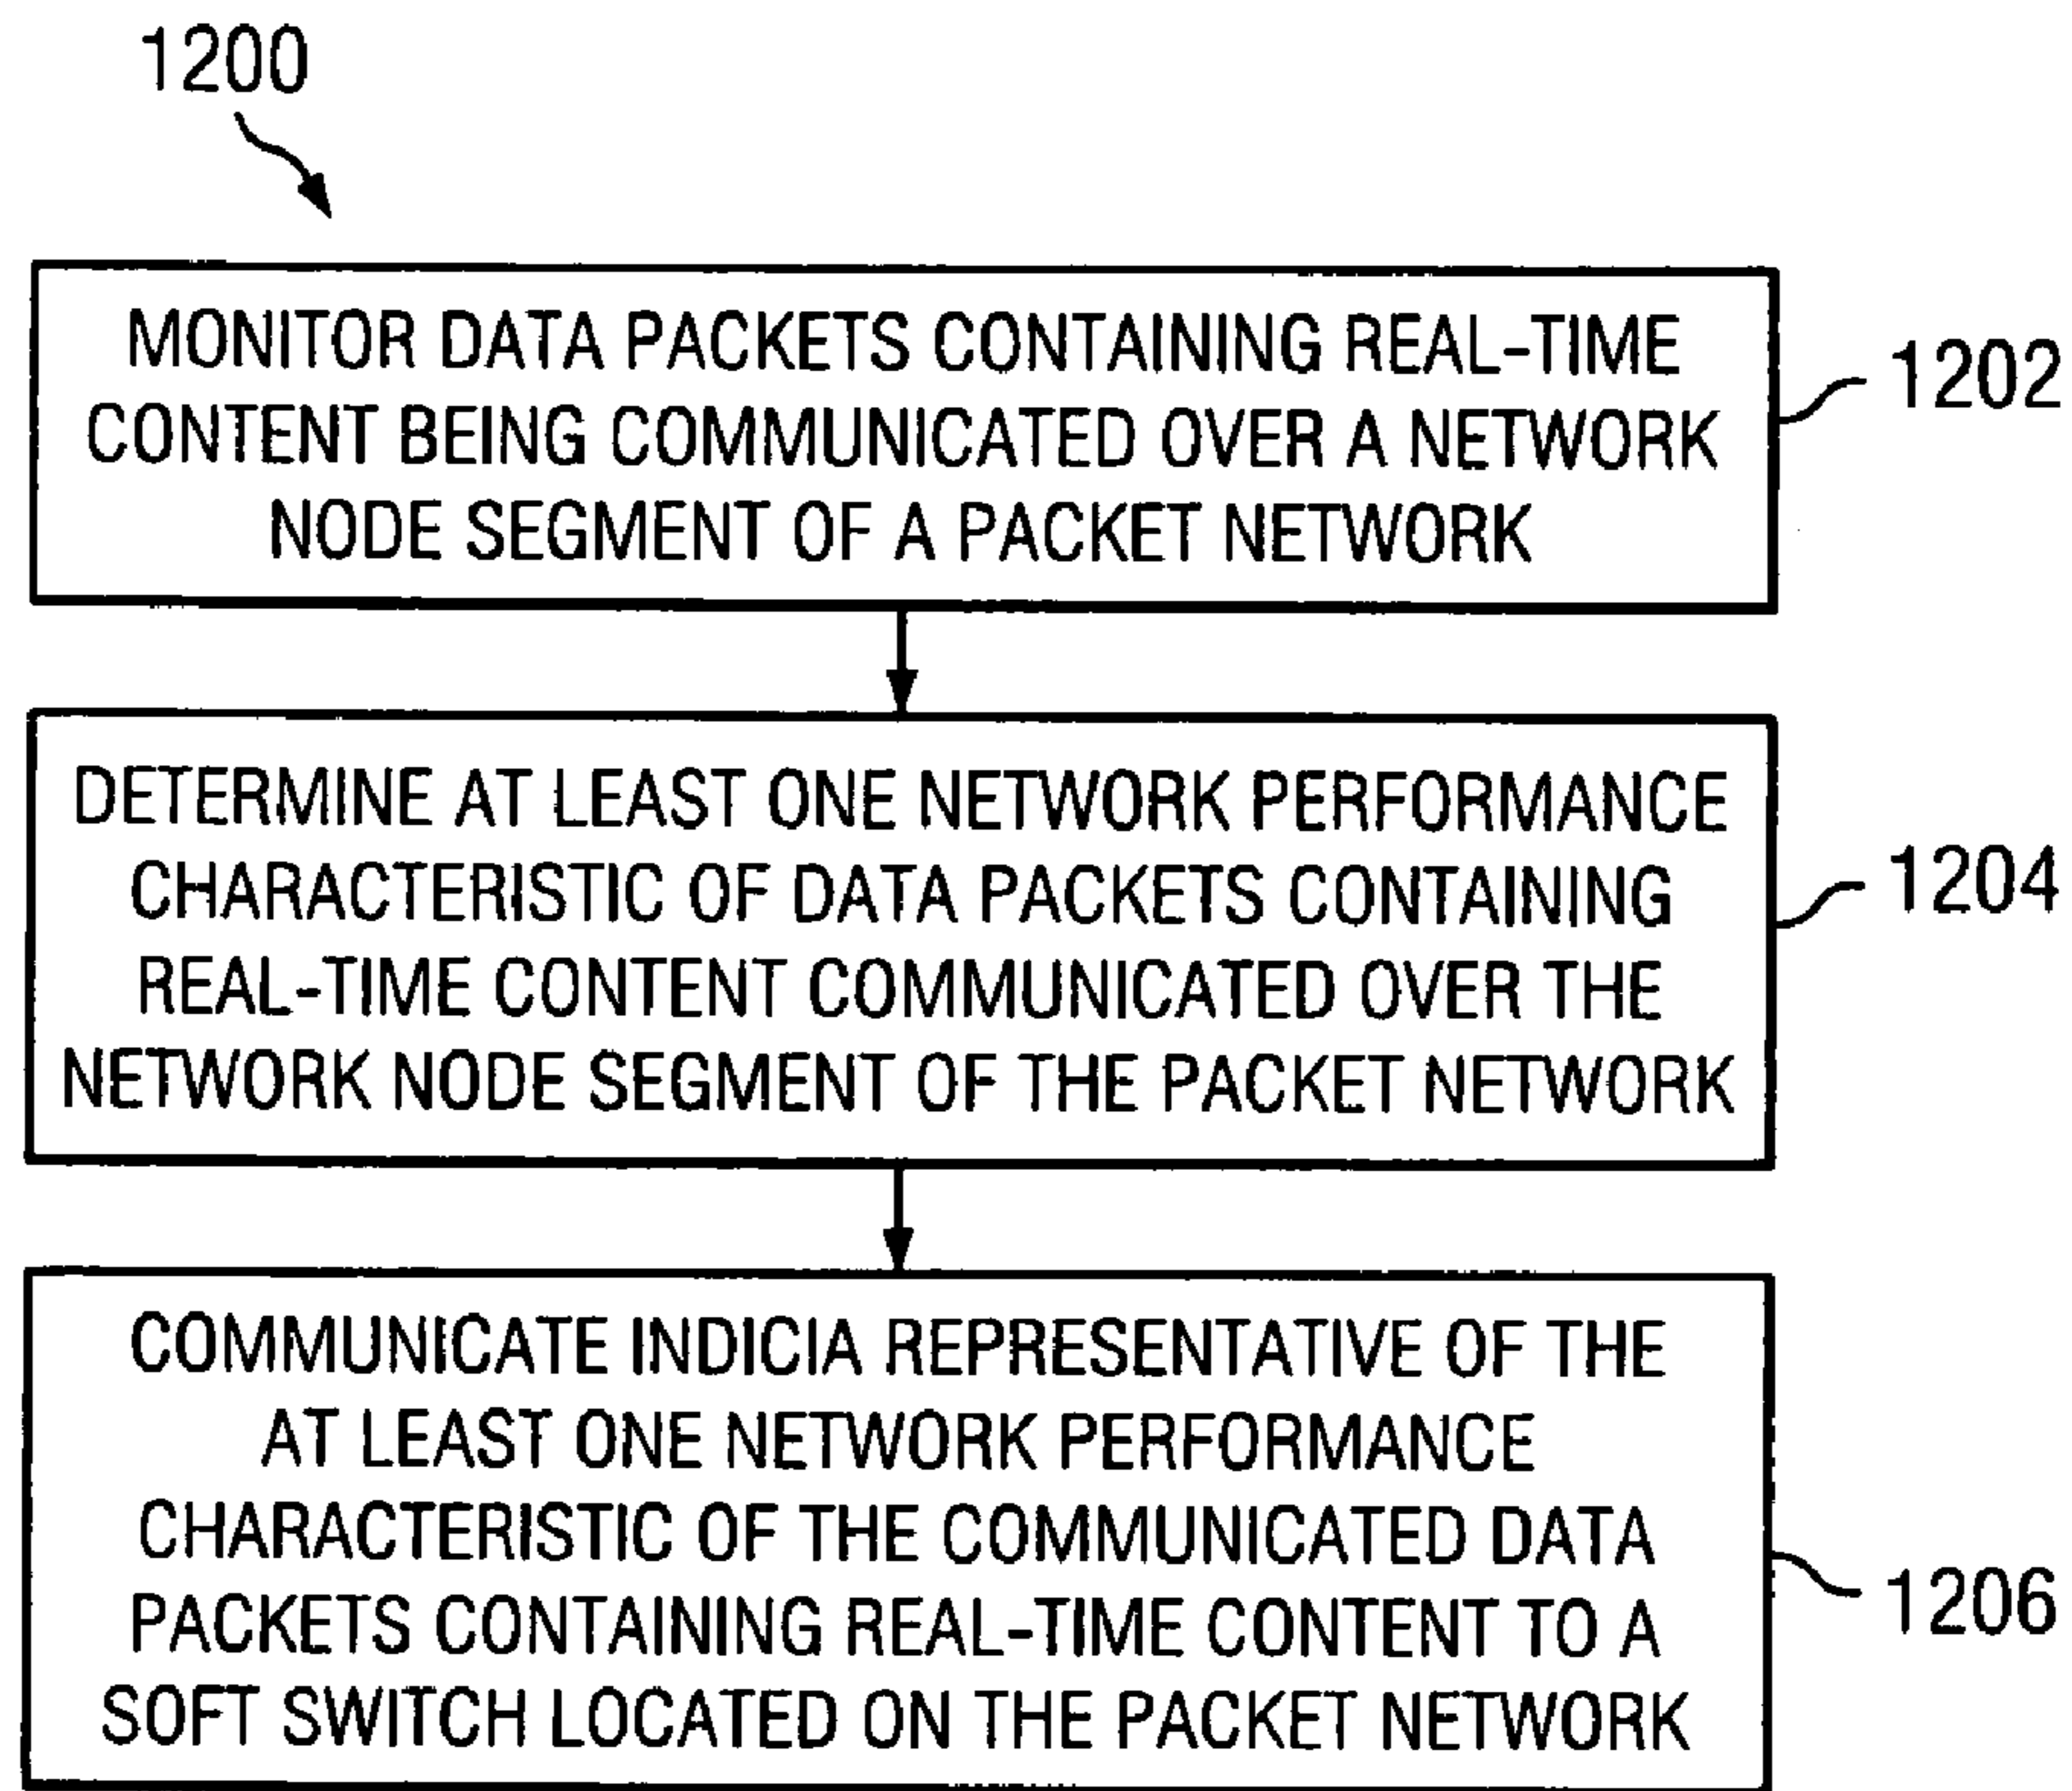 1200
MONITOR DATA PACKETS CONTAINING REAL-TIME
CONTENT BEING COMMUNICATED OVER A NETWORK
NODE SEGMENT OF A PACKET NETWORK
1202
DETERMINE AT LEAST ONE NETWORK PERFORMANCE
CHARACTERISTIC OF DATA PACKETS CONTAINING
REAL-TIME CONTENT COMMUNICATED OVER THE
NETWORK NODE SEGMENT OF THE PACKET NETWORK
1204
COMMUNICATE INDICIA REPRESENTATIVE OF THE
AT LEAST ONE NETWORK PERFORMANCE
CHARACTERISTIC OF THE COMMUNICATED DATA
PACKETS CONTAINING REAL-TIME CONTENT TO A
SOFT SWITCH LOCATED ON THE PACKET NETWORK
1206